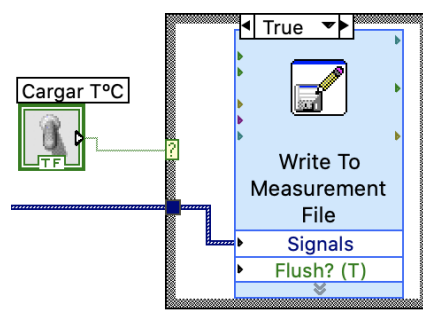 True
Cargar TºC
TF
?
Write To
Measurement
File
Signals
Flush? (T)